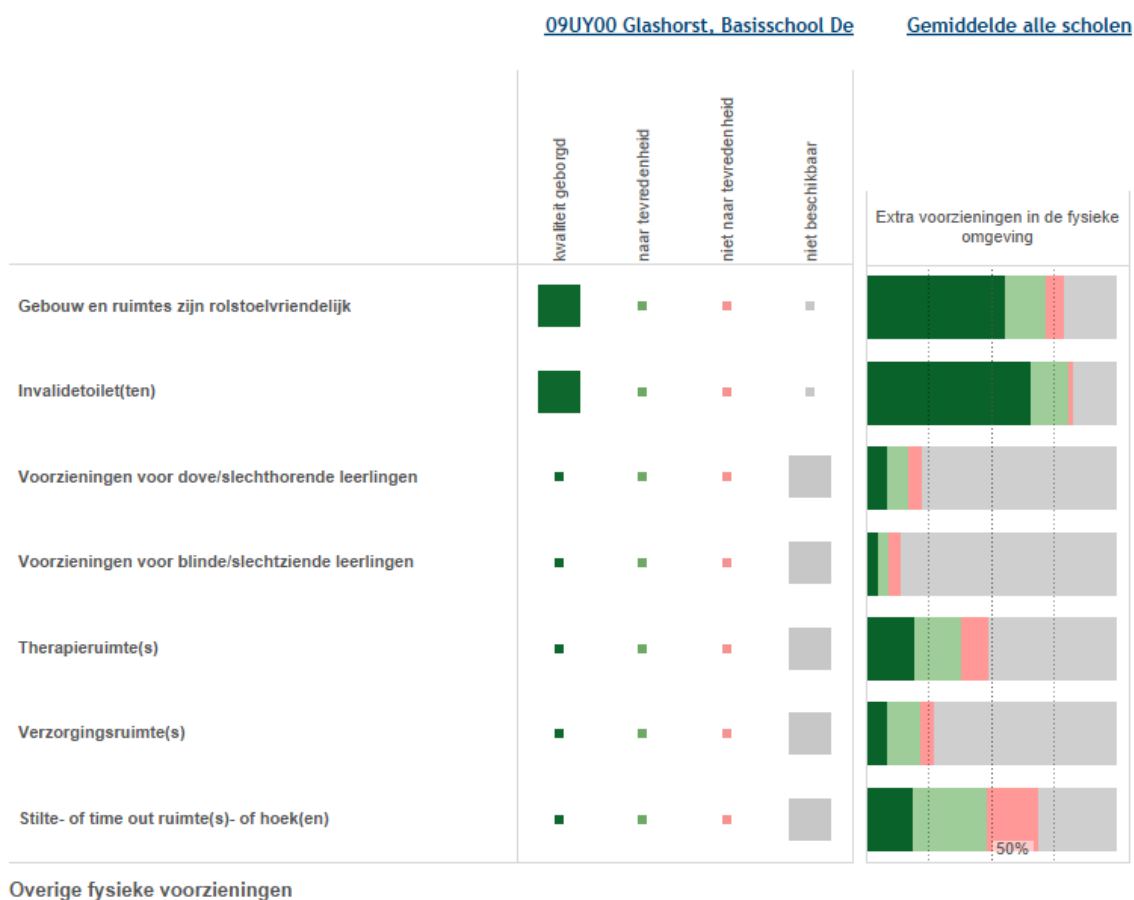 09UY00 Glashorst, Basisschool De
Gemiddelde alle scholen
kwaliteit geborgd
naar tevredenheid
niet naar tevredenheid
niet beschikbaar
Extra voorzieningen in de fysieke
omgeving
Gebouw en ruimtes zijn rolstoelvriendelijk
Invalidetoilet(ten)
Voorzieningen voor dove/slechthorende leerlingen
Voorzieningen voor blinde/slechtziende leerlingen
Therapieruimte(s)
Verzorgingsruimte(s)
Stilte- of time out ruimte(s)- of hoek(en)
50%
Overige fysieke voorzieningen